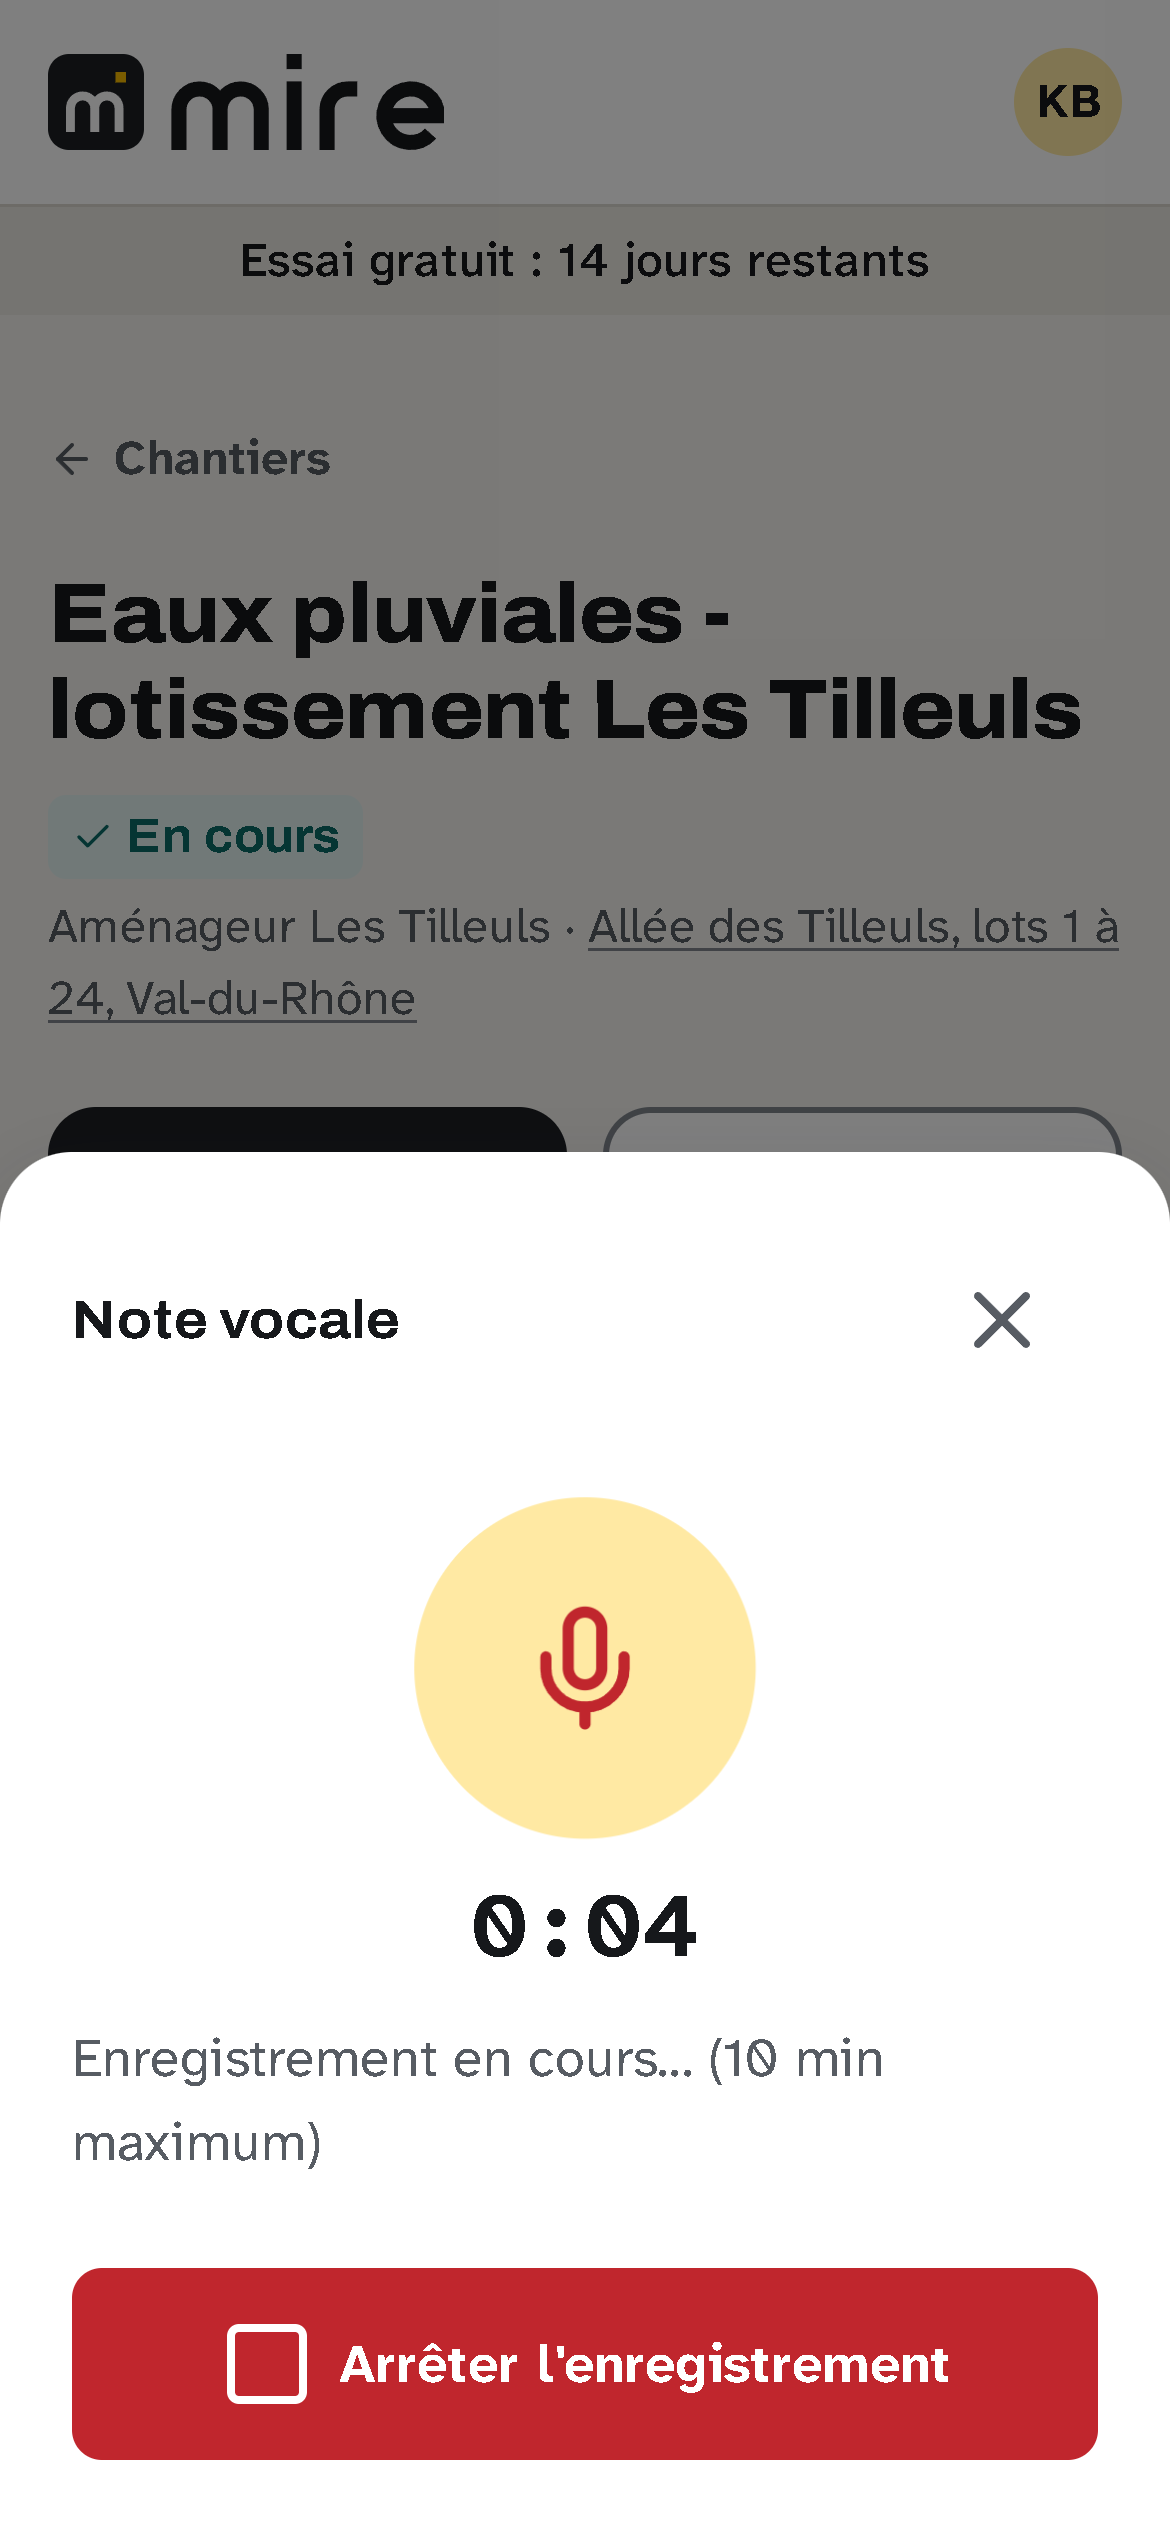 m mire
KB
Essai gratuit : 14 jours restants
← Chantiers
Eaux pluviales -
lotissement Les Tilleuls
En cours
Aménageur Les Tilleuls · Allée des Tilleuls, lots 1 à
24, Val-du-Rhône
Note vocale
0:04
Enregistrement en cours... (10 min
maximum)
Arrêter l'enregistrement